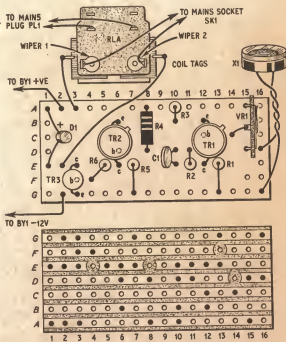 TO MAINS
PLUG PL1
TO MAINS SOCKET
SK1
WIPER 1
RLA
WIPER 2
X1
TO BY1 +VE
COIL TAGS
1 2 3 4 5 6 7 8 9 10 11 12 13 14 15 16
A
B
C
D
E
F
G
+
D1
TR2
b
c
e
R4
R3
TR1
b
c
e
VR1
TR3
b
c
e
R6
R5
C1
R2
R1
TO BY1 −12V
G
F
E
D
C
B
A
1 2 3 4 5 6 7 8 9 10 11 12 13 14 15 16